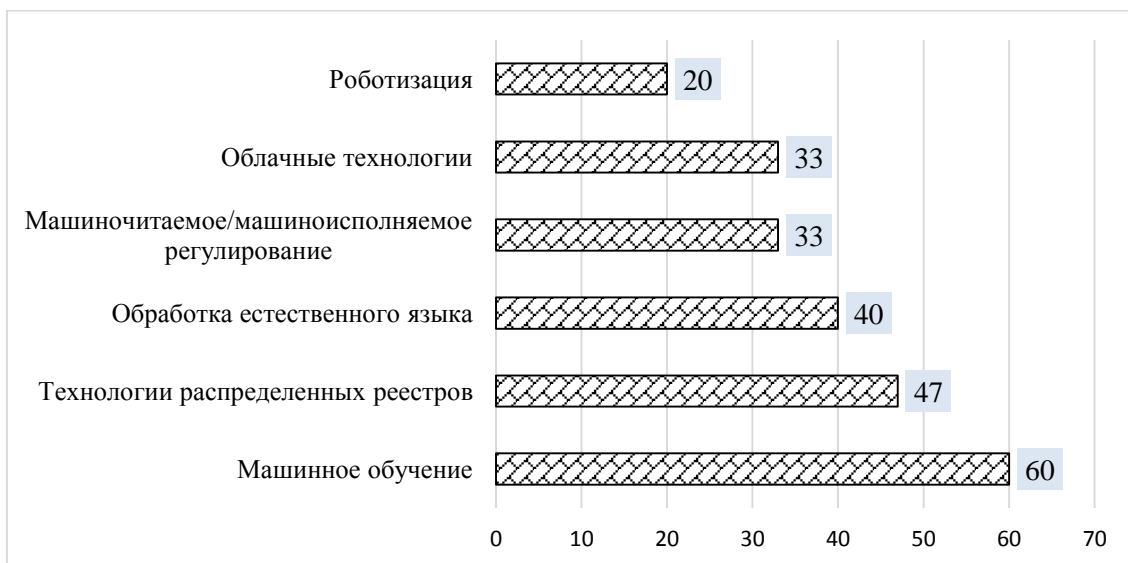 Роботизация
20
Облачные технологии
33
Машиночитаемое/машиноисполняемое
регулирование
33
Обработка естественного языка
40
Технологии распределенных реестров
47
Машинное обучение
60
0 10 20 30 40 50 60 70